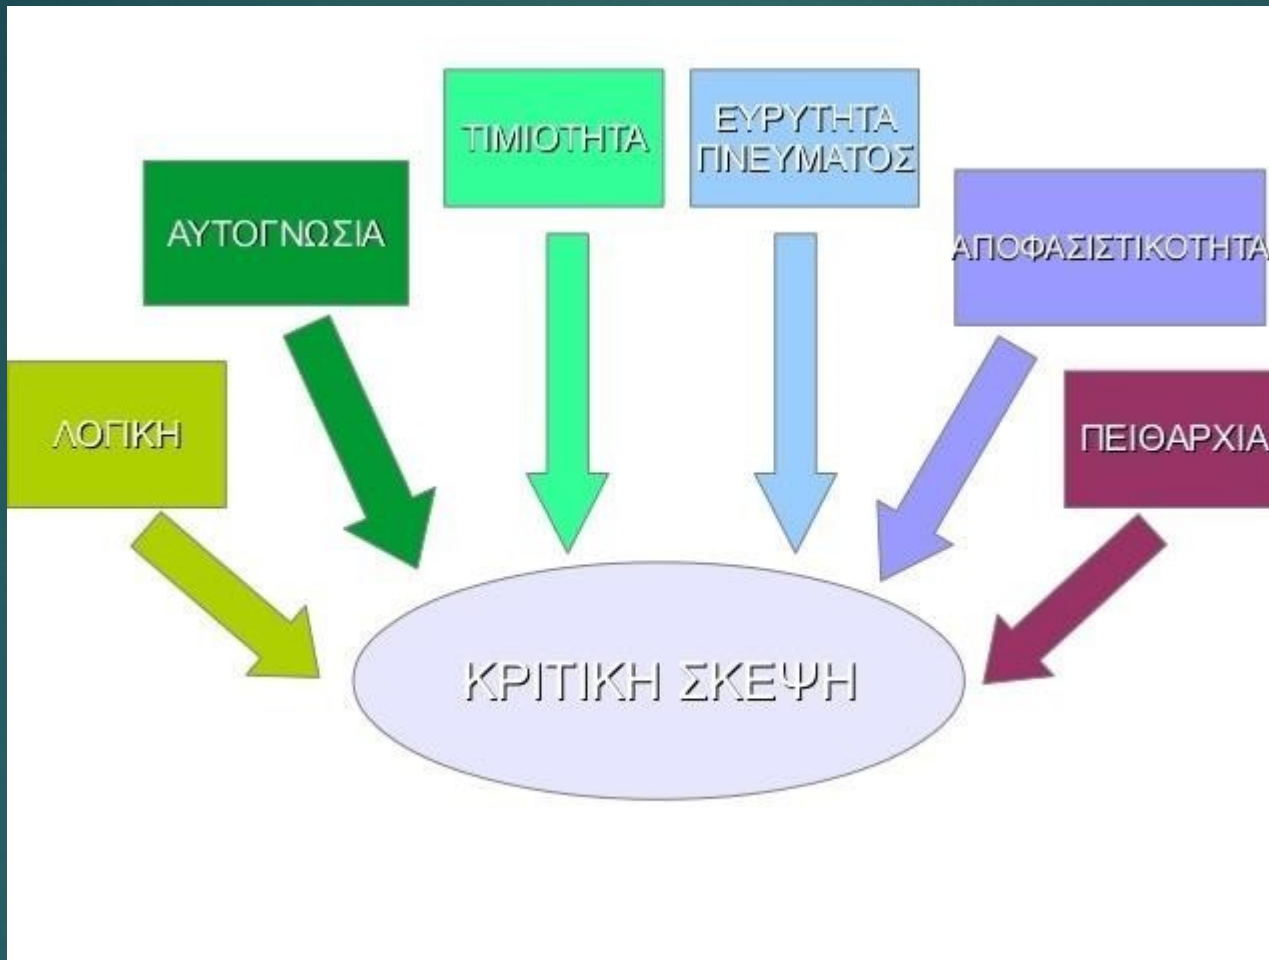 ΤΙΜΙΟΤΗΤΑ
ΕΥΡΥΤΗΤΑ
ΠΝΕΥΜΑΤΟΣ
ΑΥΤΟΓΝΩΣΙΑ
ΑΠΟΦΑΣΙΣΤΙΚΟΤΗΤΑ
ΛΟΓΙΚΗ
ΠΕΙΘΑΡΧΙΑ
ΚΡΙΤΙΚΗ ΣΚΕΨΗ